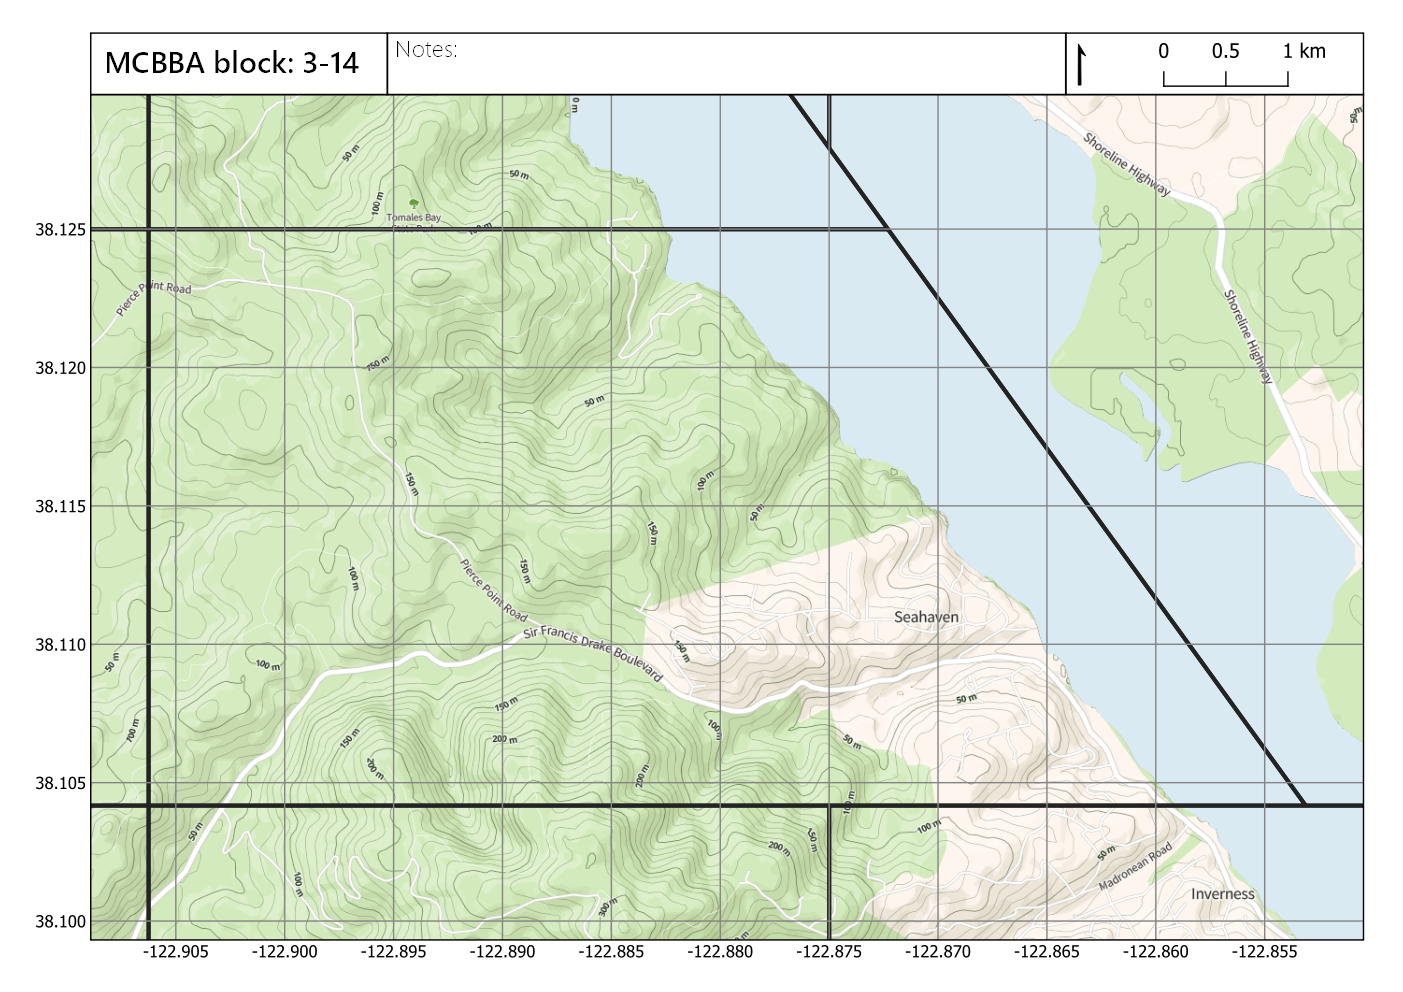 MCBBA block: 3-14
Notes:
0 0.5 1 km
0 m
50 m
50 m
50 m
Shoreline Highway
100 m
Tomales Bay
State Park
100 m
38.125
Pierce Point Road
Shoreline Highway
38.120
50 m
150 m
100 m
38.115
50 m
150 m
150 m
100 m
Pierce Point Road
Seahaven
38.110
Sir Francis Drake Boulevard
150 m
50 m
100 m
150 m
50 m
100 m
150 m
200 m
50 m
200 m
200 m
38.105
100 m
50 m
100 m
50 m
200 m
50 m
Madronean Road
100 m
Inverness
300 m
38.100
-122.905 -122.900 -122.895 -122.890 -122.885 -122.880 -122.875 -122.870 -122.865 -122.860 -122.855